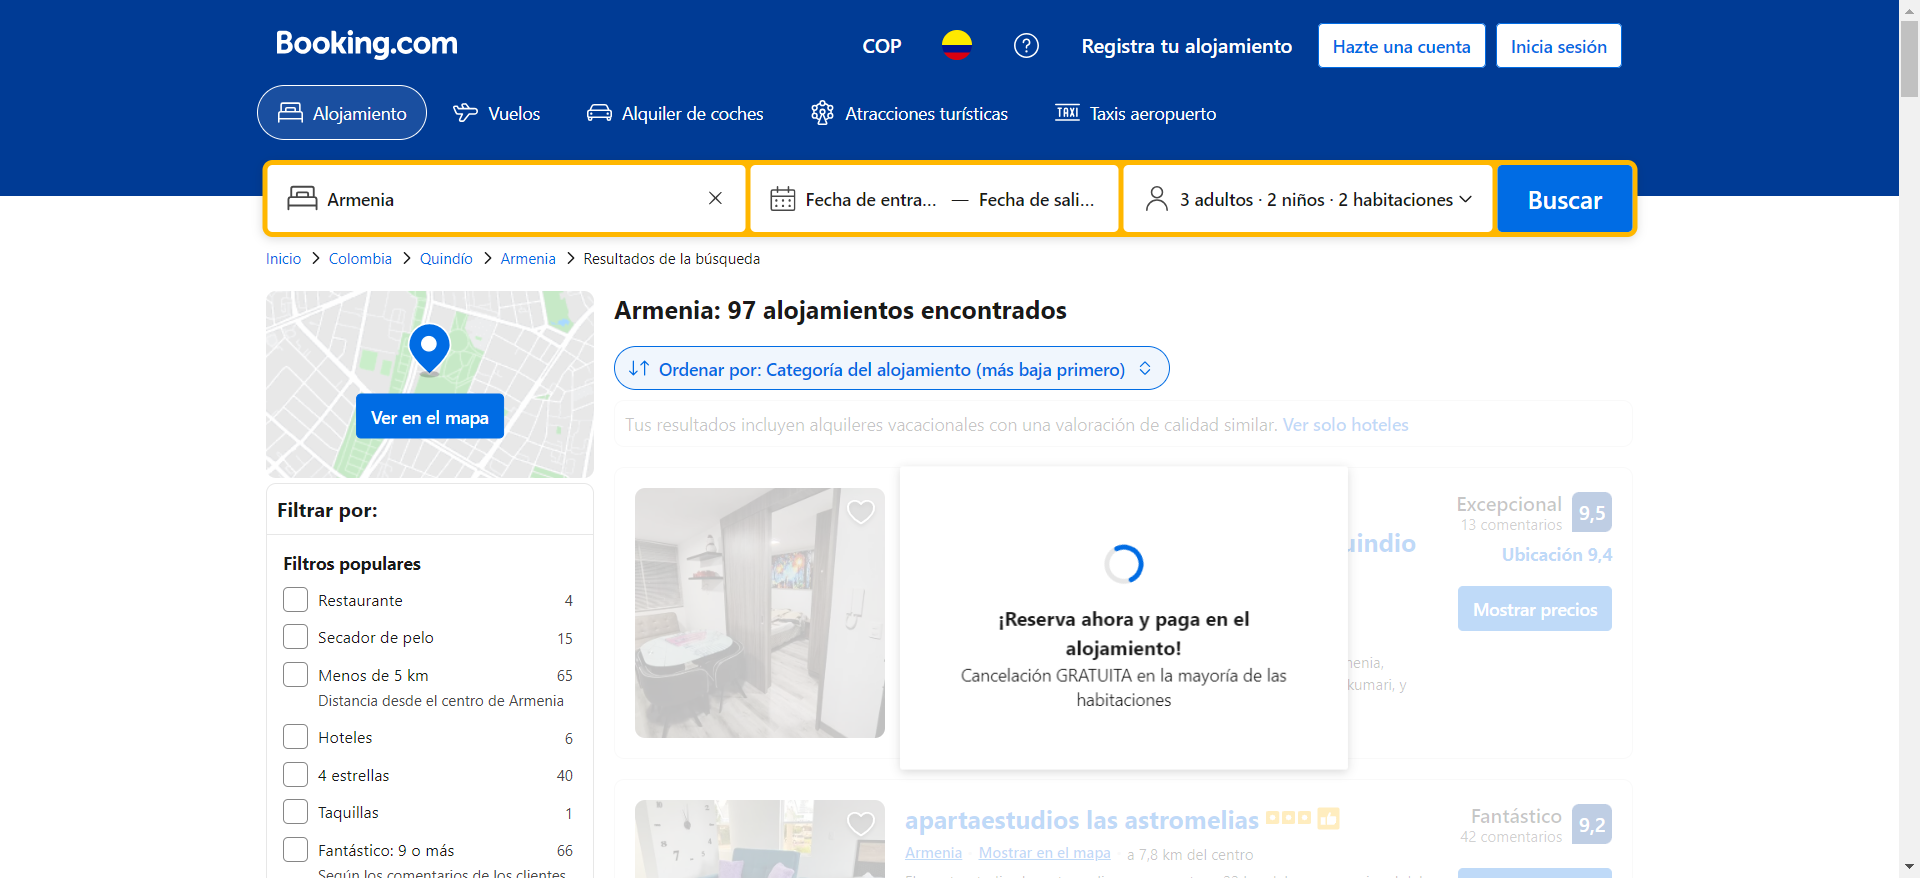 Booking.com
COP
Registra tu alojamiento
Hazte una cuenta
Inicia sesión
Alojamiento
Vuelos
Alquiler de coches
Atracciones turísticas
TAXI
Taxis aeropuerto
Armenia
Fecha de entra... — Fecha de sali...
3 adultos · 2 niños · 2 habitaciones
Buscar
Inicio
Colombia
Quindío
Armenia
Resultados de la búsqueda
Ver en el mapa
Filtrar por:
Filtros populares
Restaurante 4
Secador de pelo 15
Menos de 5 km 65
Distancia desde el centro de Armenia
Hoteles 6
4 estrellas 40
Taquillas 1
Fantástico: 9 o más 66
Según los comentarios de los clientes
Armenia: 97 alojamientos encontrados
Ordenar por: Categoría del alojamiento (más baja primero)
Tus resultados incluyen alquileres vacacionales con una valoración de calidad similar. Ver solo hoteles
¡Reserva ahora y paga en el
alojamiento!
Cancelación GRATUITA en la mayoría de las
habitaciones
Excepcional 9,5
13 comentarios
Ubicación 9,4
Mostrar precios
kumari, y
apartaestudios las astromelias
Armenia · Mostrar en el mapa · a 7,8 km del centro
Fantástico 9,2
42 comentarios